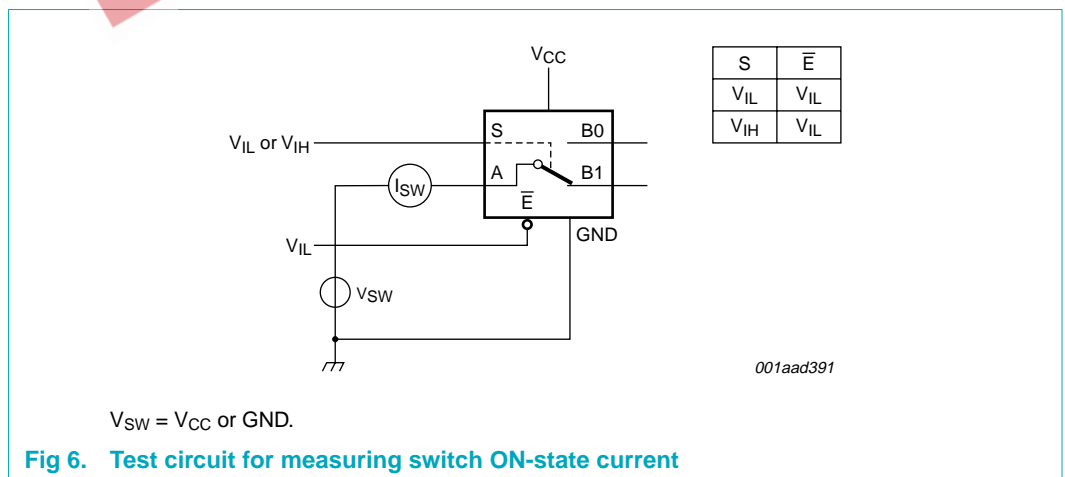 VCC
S E̅
VIL VIL
VIH VIL
VIL or VIH
S B0
A B1
ISW
E̅
GND
VIL
VSW
001aad391
VSW = VCC or GND.
Fig 6. Test circuit for measuring switch ON-state current